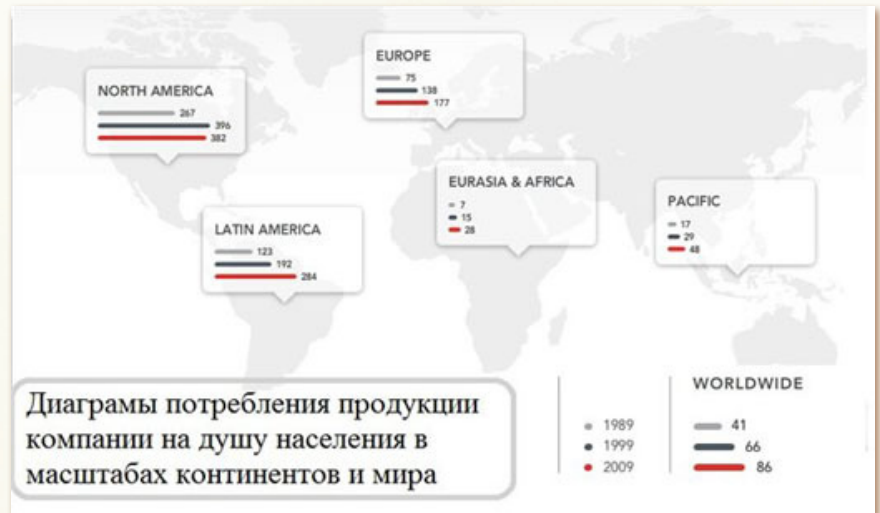 EUROPE
75
138
177
NORTH AMERICA
267
396
382
EURASIA & AFRICA
7
15
28
PACIFIC
17
29
48
LATIN AMERICA
123
192
284
Диаграмы потребления продукции
компании на душу населения в
масштабах континентов и мира
1989
1999
2009
WORLDWIDE
41
66
86